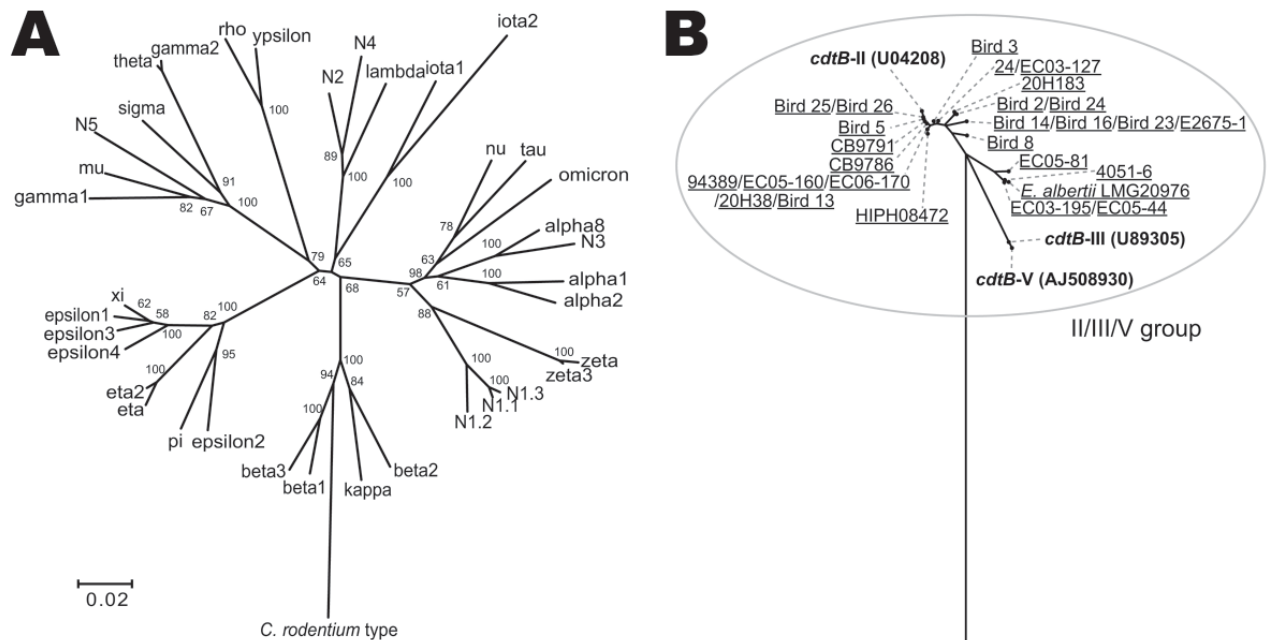 A
rho
ypsilon
iota2
gamma2
theta
N4
N2
lambda
iota1
sigma
100
N5
89
100
nu
tau
mu
91
100
omicron
gamma1
100
82
67
78
alpha8
100
N3
79
65
63
98
100
alpha1
64
68
57
61
alpha2
xi
62
100
88
epsilon1
58
82
epsilon3
100
epsilon4
95
100
zeta
zeta3
100
100
100
94
84
100
N1.3
eta2
N1.1
eta
100
N1.2
pi
epsilon2
beta3
beta2
beta1
kappa
0.02
C. rodentium type
B
Bird 3
cdtB-II (U04208)
24/EC03-127
20H183
Bird 25/Bird 26
Bird 2/Bird 24
Bird 14/Bird 16/Bird 23/E2675-1
Bird 5
Bird 8
CB9791
EC05-81
CB9786
4051-6
94389/EC05-160/EC06-170
/20H38/Bird 13
E. albertii LMG20976
EC03-195/EC05-44
HIPH08472
cdtB-III (U89305)
cdtB-V (AJ508930)
II/III/V group